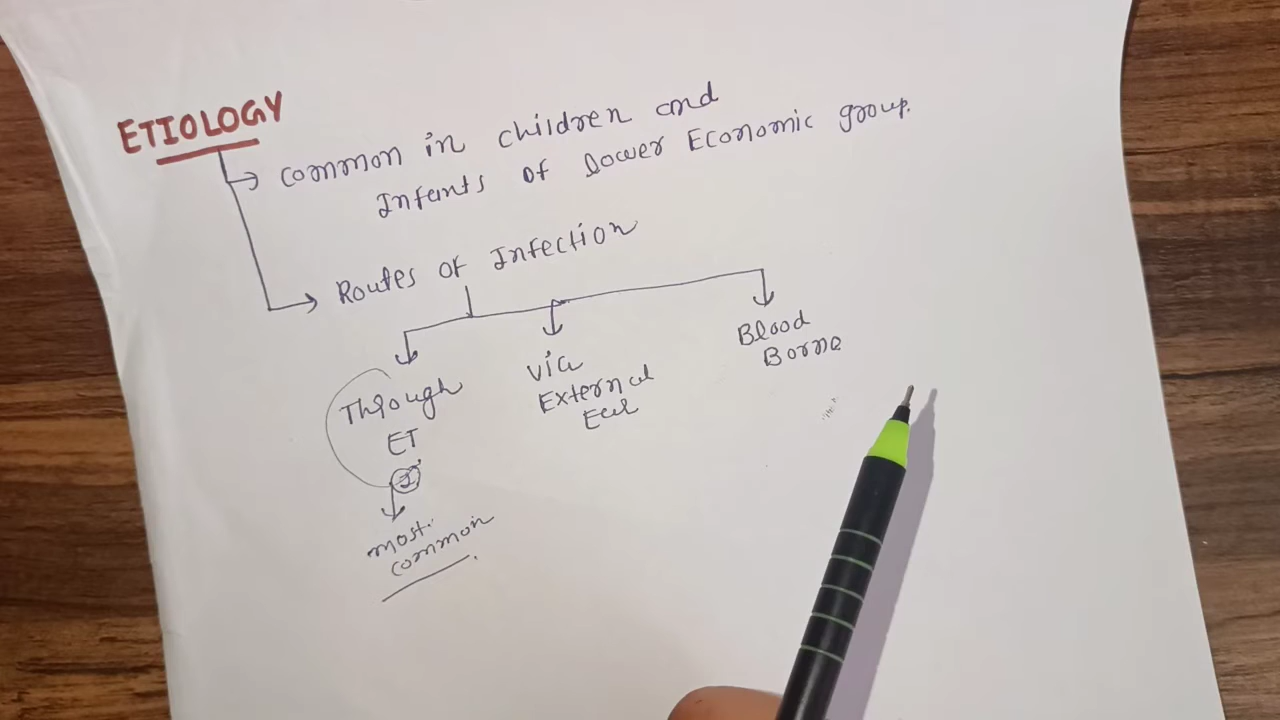 ETIOLOGY
Common in children and
Infants of lower Economic group.
Routes of Infection
Through
ET
most
common
via
External
Ear
Blood
Borne